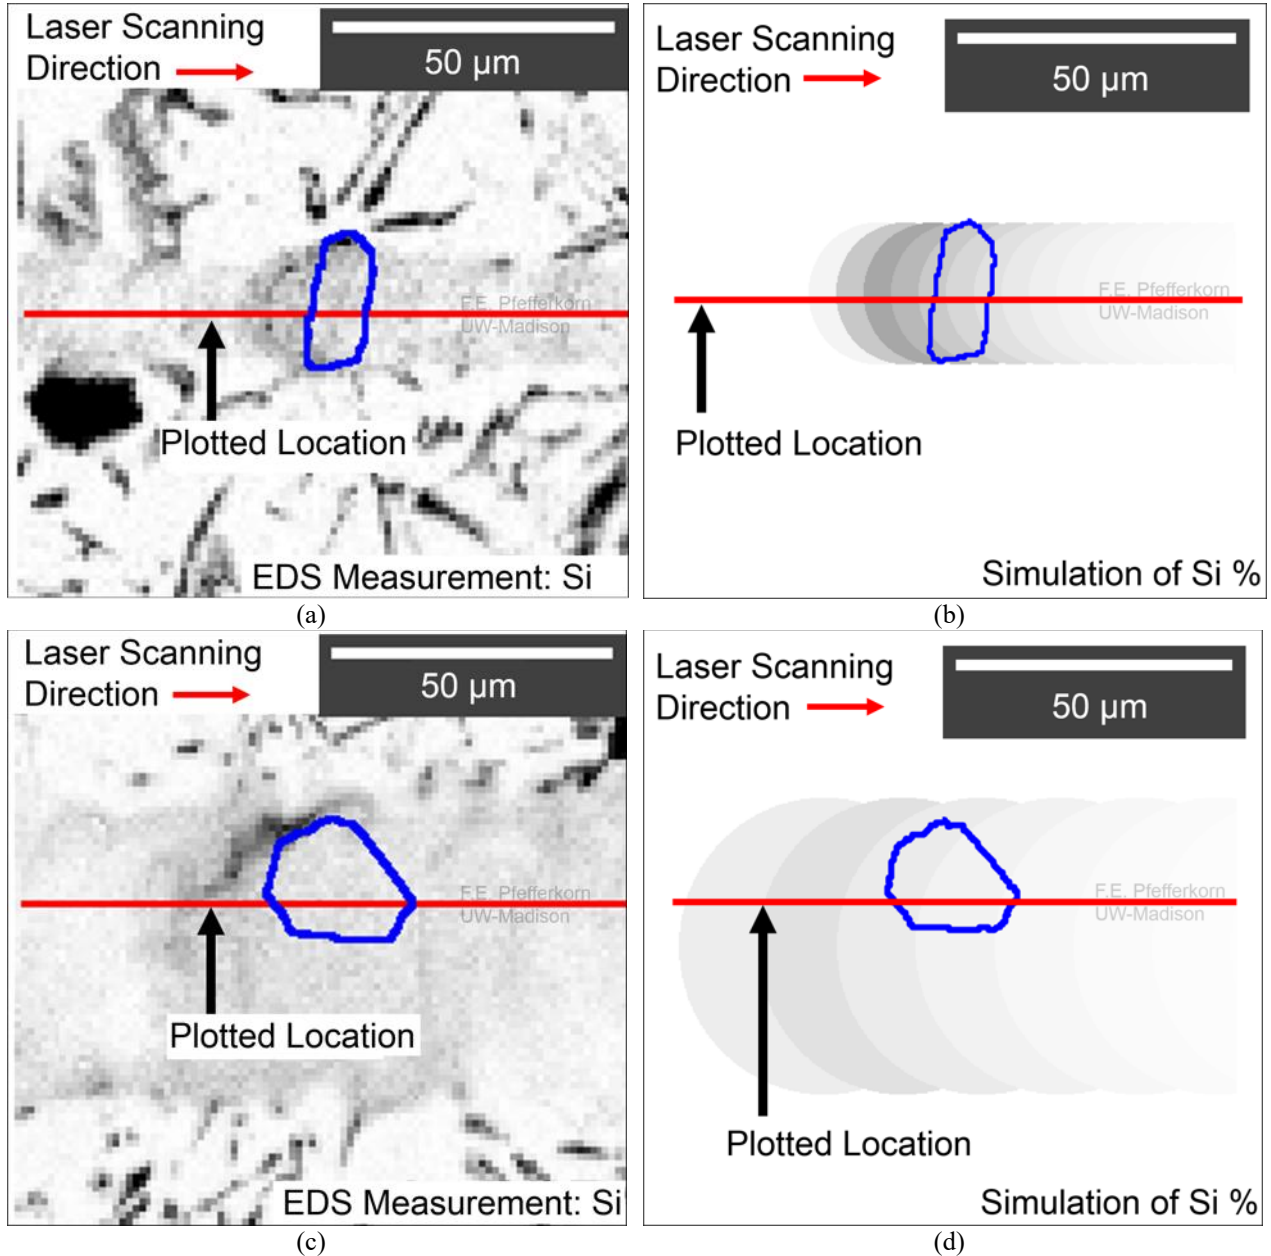 Laser Scanning
Direction
50 µm
F.E. Pfefferkorn
UW-Madison
Plotted Location
EDS Measurement: Si
(a)
Laser Scanning
Direction
50 µm
F.E. Pfefferkorn
UW-Madison
Plotted Location
Simulation of Si %
(b)
Laser Scanning
Direction
50 µm
F.E. Pfefferkorn
UW-Madison
Plotted Location
EDS Measurement: Si
(c)
Laser Scanning
Direction
50 µm
F.E. Pfefferkorn
UW-Madison
Plotted Location
Simulation of Si %
(d)